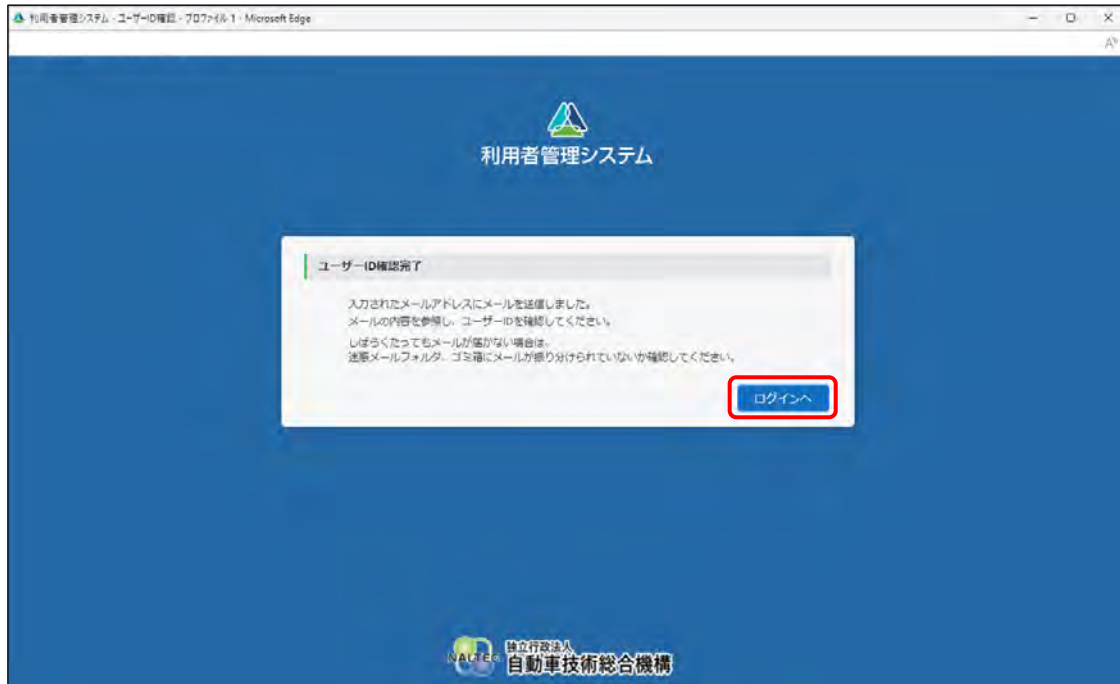 利用者管理システム - ユーザーID確認 - プロファイル 1 - Microsoft Edge
利用者管理システム
ユーザーID確認完了
入力されたメールアドレスにメールを送信しました。
メールの内容を参照し、ユーザーIDを確認してください。
しばらくたってもメールが届かない場合は、
迷惑メールフォルダ、ゴミ箱にメールが振り分けられていないか確認してください。
ログインへ
NALTEC 独立行政法人
自動車技術総合機構